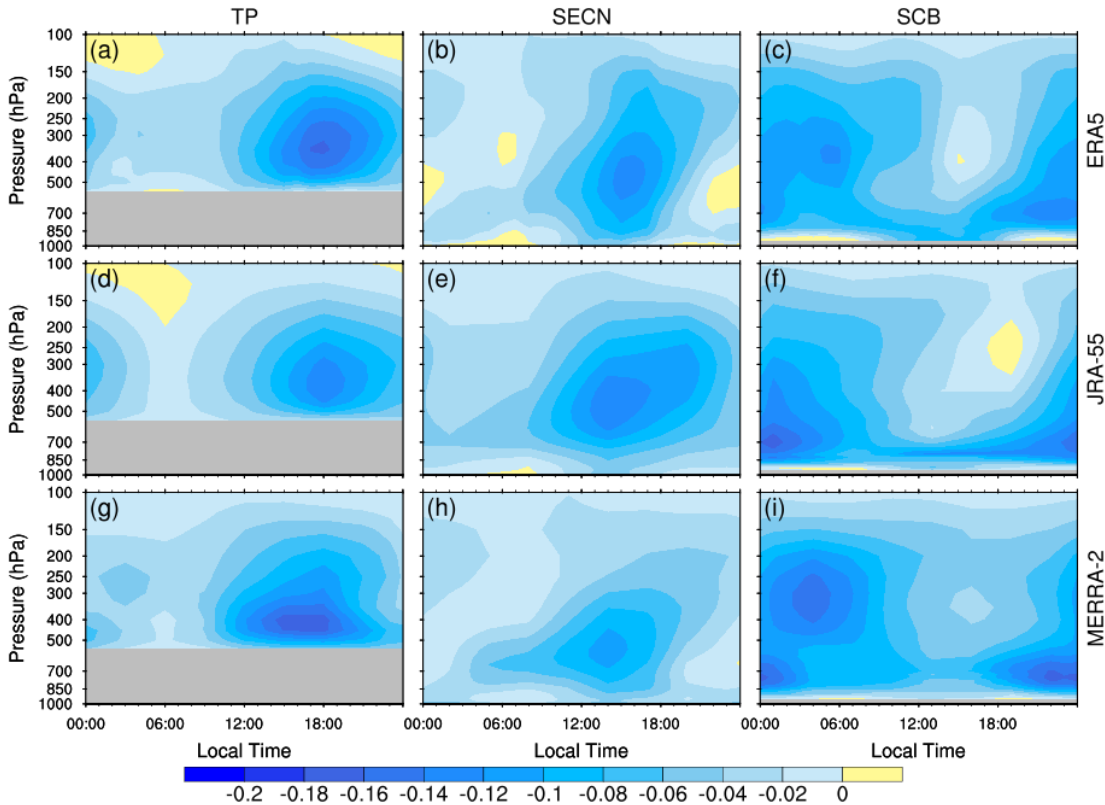 TP SECN SCB
(a) (b) (c)
100
150
200
300
400
500
700
850
1000
Pressure (hPa)
ERA5
(d) (e) (f)
100
150
200
250
300
400
500
700
850
1000
Pressure (hPa)
JRA-55
(g) (h) (i)
100
150
200
250
300
400
500
700
850
1000
Pressure (hPa)
MERRA-2
00:00 06:00 12:00 18:00 00:00 06:00 12:00 18:00 00:00 06:00 12:00 18:00
Local Time Local Time Local Time
-0.2 -0.18 -0.16 -0.14 -0.12 -0.1 -0.08 -0.06 -0.04 -0.02 0